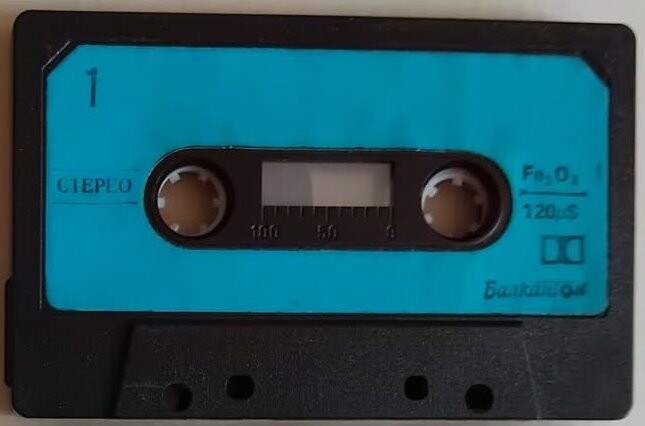 1
СТЕРЕО
Fe₂O₃
120µS
100 50 0
Балкантон